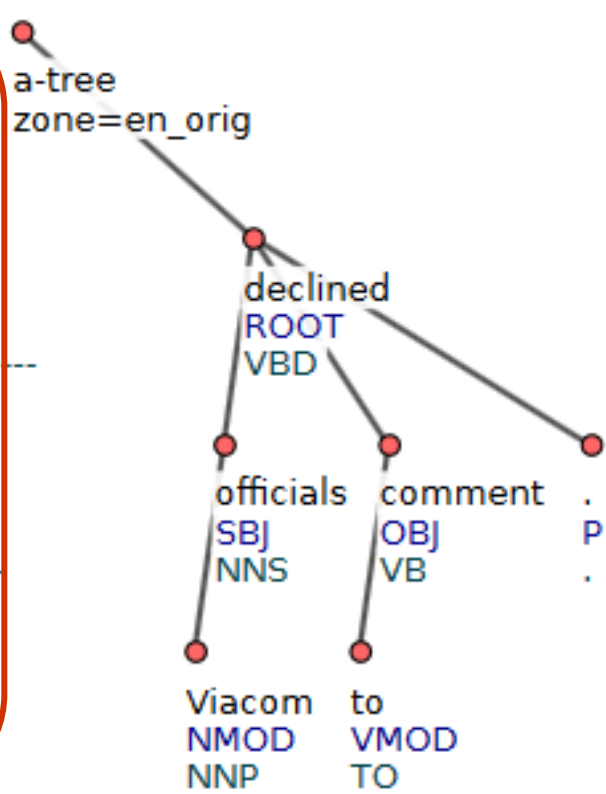 a-tree
zone=en_orig
declined
ROOT
VBD
officials
SBJ
NNS
comment
OBJ
VB
.
P
.
Viacom
NMOD
NNP
to
VMOD
TO